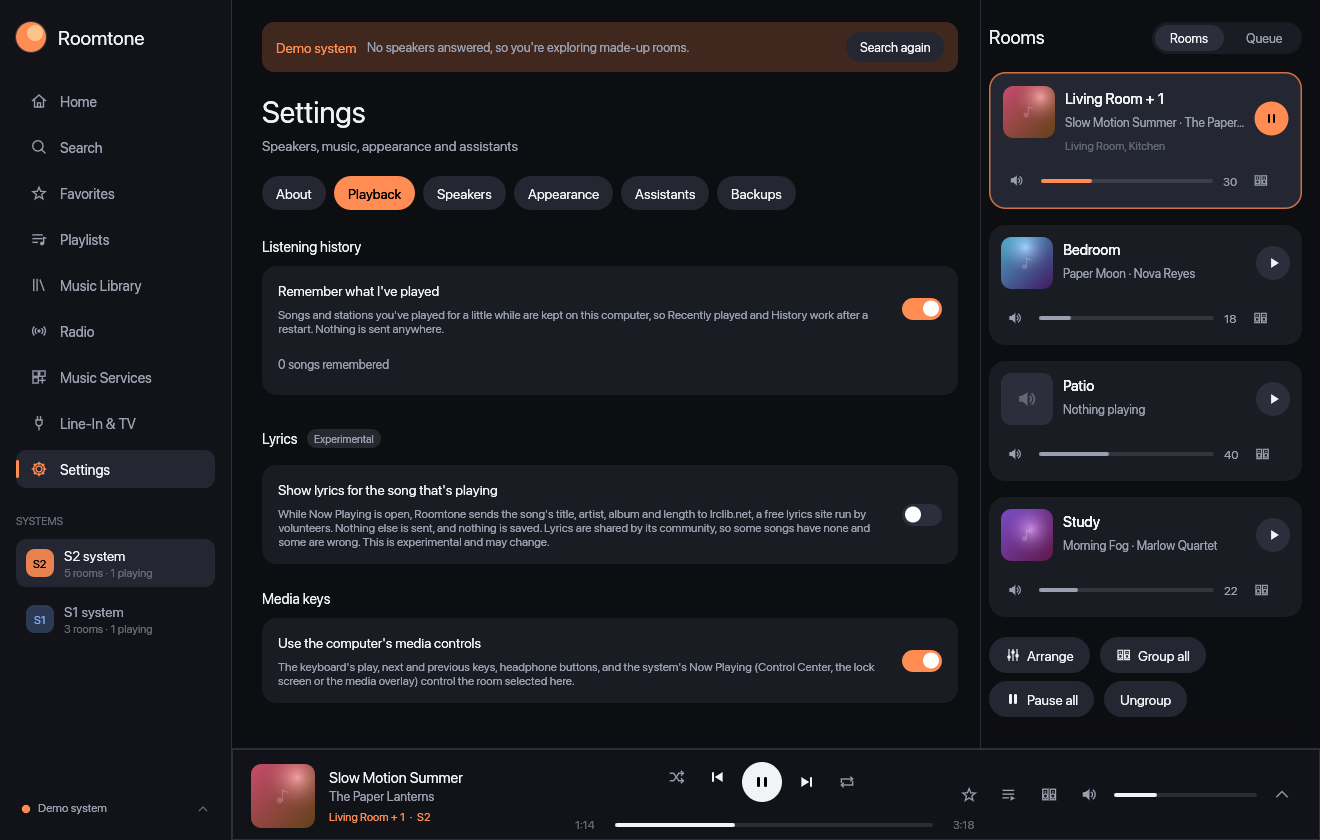 Roomtone
Home
Search
Favorites
Playlists
Music Library
Radio
Music Services
Line-In & TV
Settings
SYSTEMS
S2
S2 system
5 rooms · 1 playing
S1
S1 system
3 rooms · 1 playing
Demo system
Demo system No speakers answered, so you're exploring made-up rooms.
Search again
Settings
Speakers, music, appearance and assistants
About
Playback
Speakers
Appearance
Assistants
Backups
Listening history
Remember what I've played
Songs and stations you've played for a little while are kept on this computer, so Recently played and History work after a
restart. Nothing is sent anywhere.
0 songs remembered
Lyrics
Experimental
Show lyrics for the song that's playing
While Now Playing is open, Roomtone sends the song's title, artist, album and length to lrclib.net, a free lyrics site run by
volunteers. Nothing else is sent, and nothing is saved. Lyrics are shared by its community, so some songs have none and
some are wrong. This is experimental and may change.
Media keys
Use the computer's media controls
The keyboard's play, next and previous keys, headphone buttons, and the system's Now Playing (Control Center, the lock
screen or the media overlay) control the room selected here.
Rooms
Rooms
Queue
Living Room + 1
Slow Motion Summer · The Paper...
Living Room, Kitchen
30
Bedroom
Paper Moon · Nova Reyes
18
Patio
Nothing playing
40
Study
Morning Fog · Marlow Quartet
22
Arrange
Group all
Pause all
Ungroup
Slow Motion Summer
The Paper Lanterns
Living Room + 1 · S2
1:14
3:18